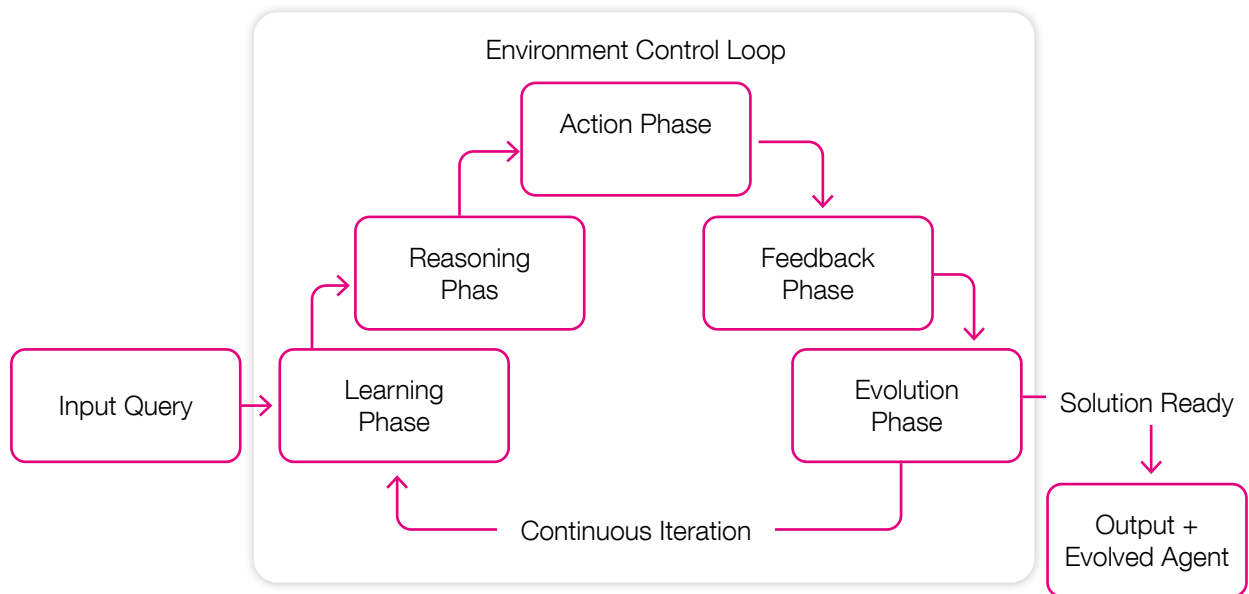 Environment Control Loop
Action Phase
Reasoning
Phas
Feedback
Phase
Input Query
Learning
Phase
Evolution
Phase
Solution Ready
Continuous Iteration
Output +
Evolved Agent